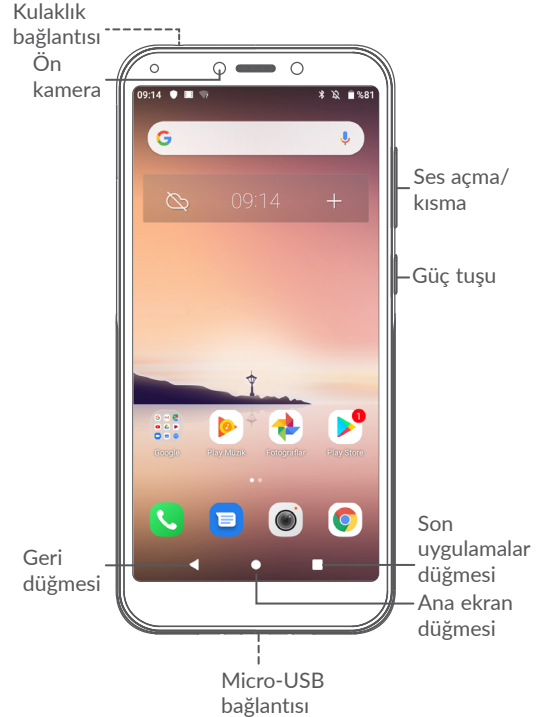 Kulaklık
bağlantısı
Ön
kamera
09:14
%81
G
09:14
Ses açma/
kısma
Güç tuşu
1
Google
Play Müzik
Fotoğraflar
Play Store
Geri
düğmesi
Son
uygulamalar
düğmesi
Ana ekran
düğmesi
Micro-USB
bağlantısı